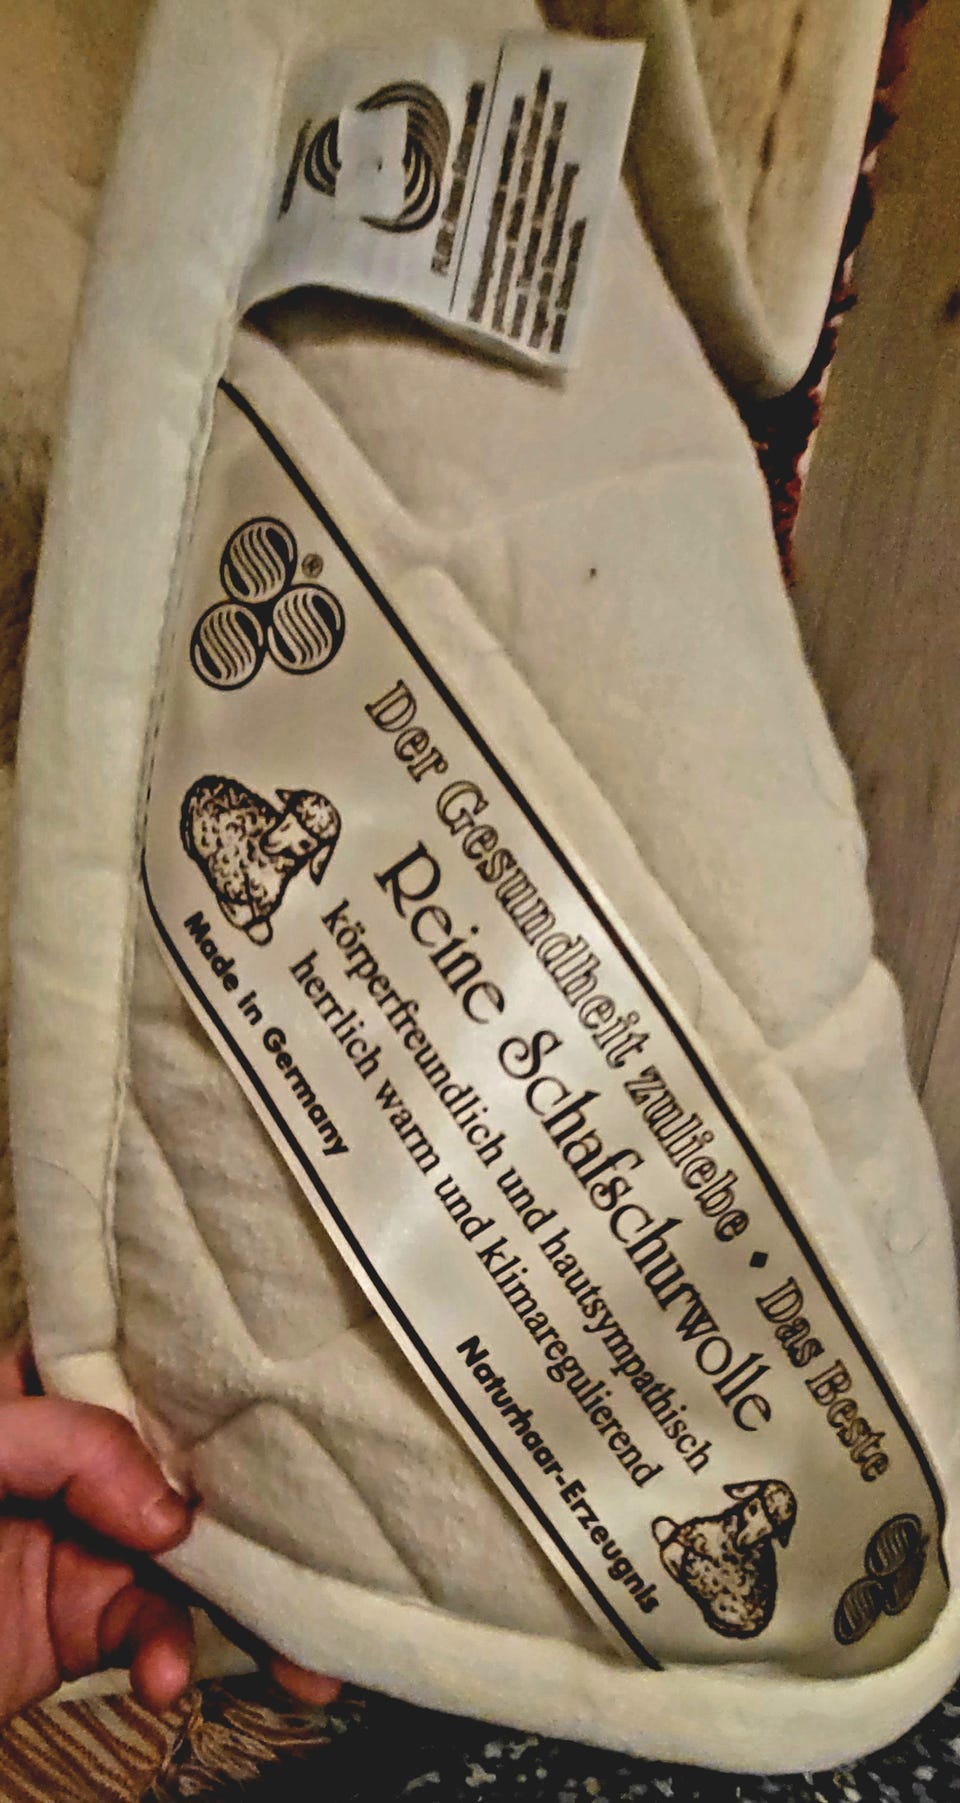 ®
Der Gesundheit zuliebe • Das Beste
Reine Schafschurwolle
körperfreundlich und hautsympathisch
herrlich warm und klimaregulierend
Made in Germany
Naturhaar-Erzeugnis